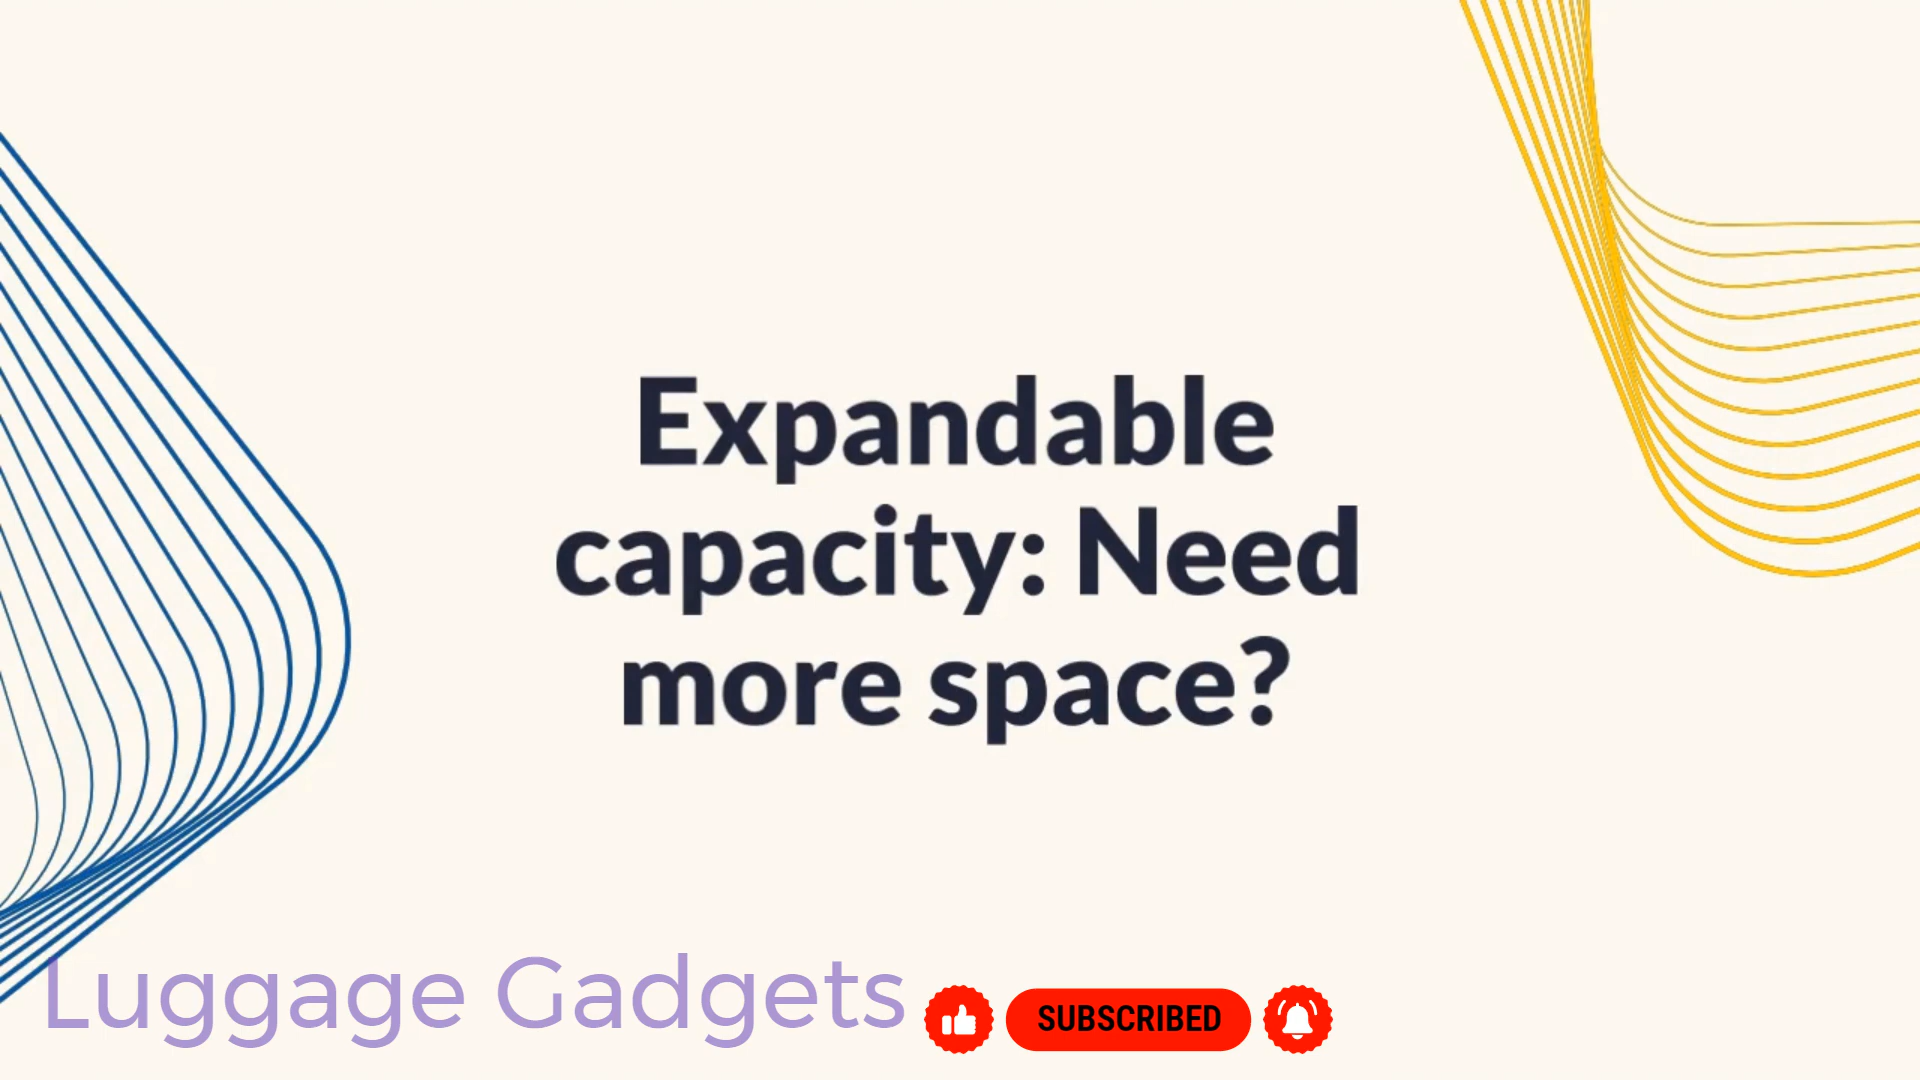 Expandable
capacity: Need
more space?
Luggage Gadgets
SUBSCRIBED